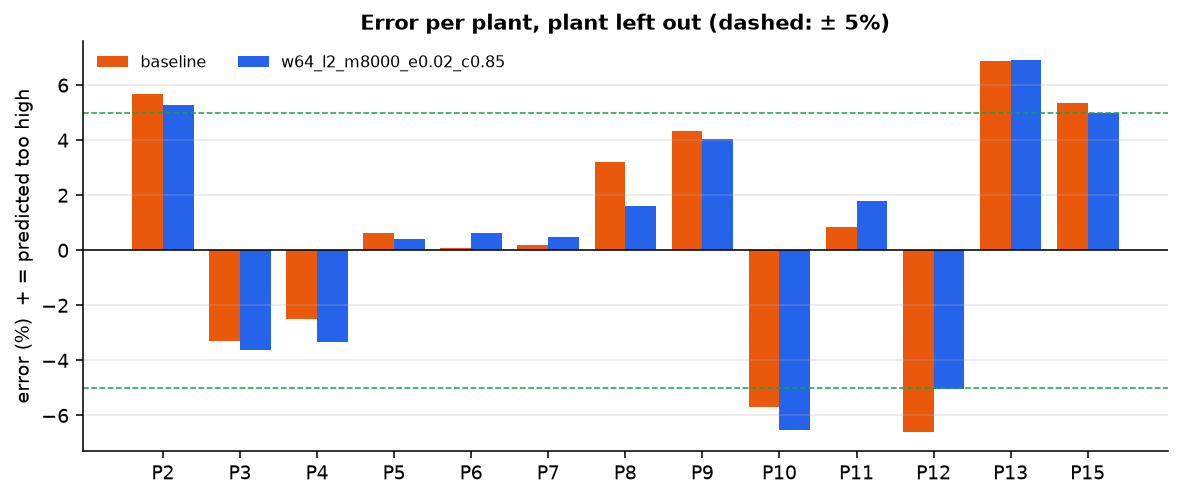 Error per plant, plant left out (dashed: ± 5%)
baseline
w64_l2_m8000_e0.02_c0.85
error (%)  + = predicted too high
6
4
2
0
−2
−4
−6
P2 P3 P4 P5 P6 P7 P8 P9 P10 P11 P12 P13 P15